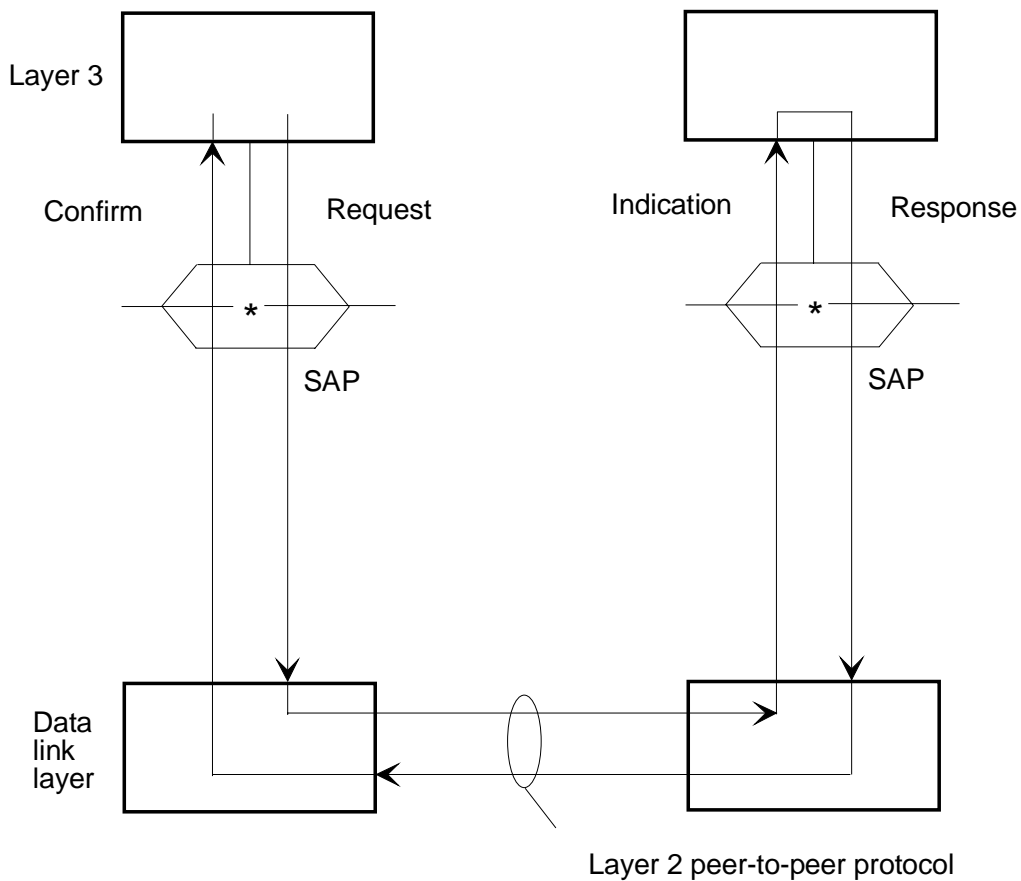 Layer 3
Confirm
Request
Indication
Response
*
*
SAP
SAP
Data
link
layer
Layer 2 peer-to-peer protocol